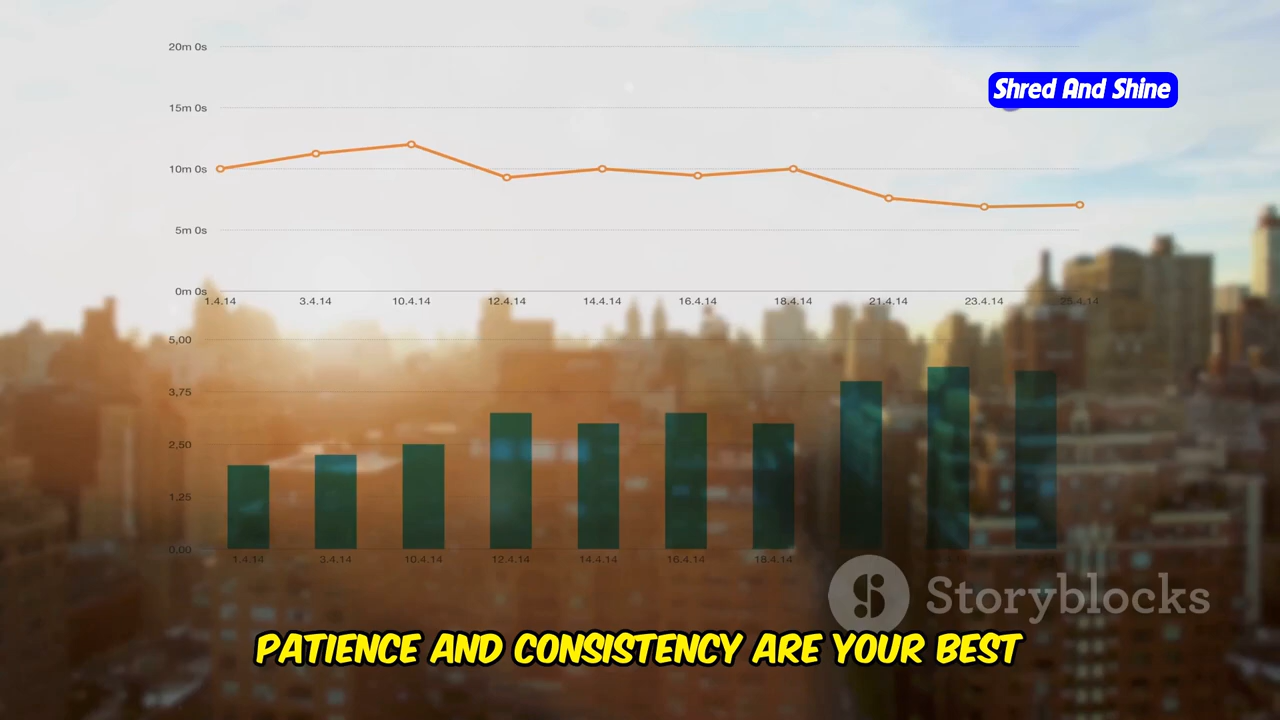 20m 0s
Shred And Shine
15m 0s
10m 0s
5m 0s
0m 0s
1.4.14 3.4.14 10.4.14 12.4.14 14.4.14 16.4.14 18.4.14 21.4.14 23.4.14 25.4.14
5,00
3,75
2,50
1,25
0,00
1.4.14 3.4.14 10.4.14 12.4.14 14.4.14 16.4.14 18.4.14
Storyblocks
PATIENCE AND CONSISTENCY ARE YOUR BEST